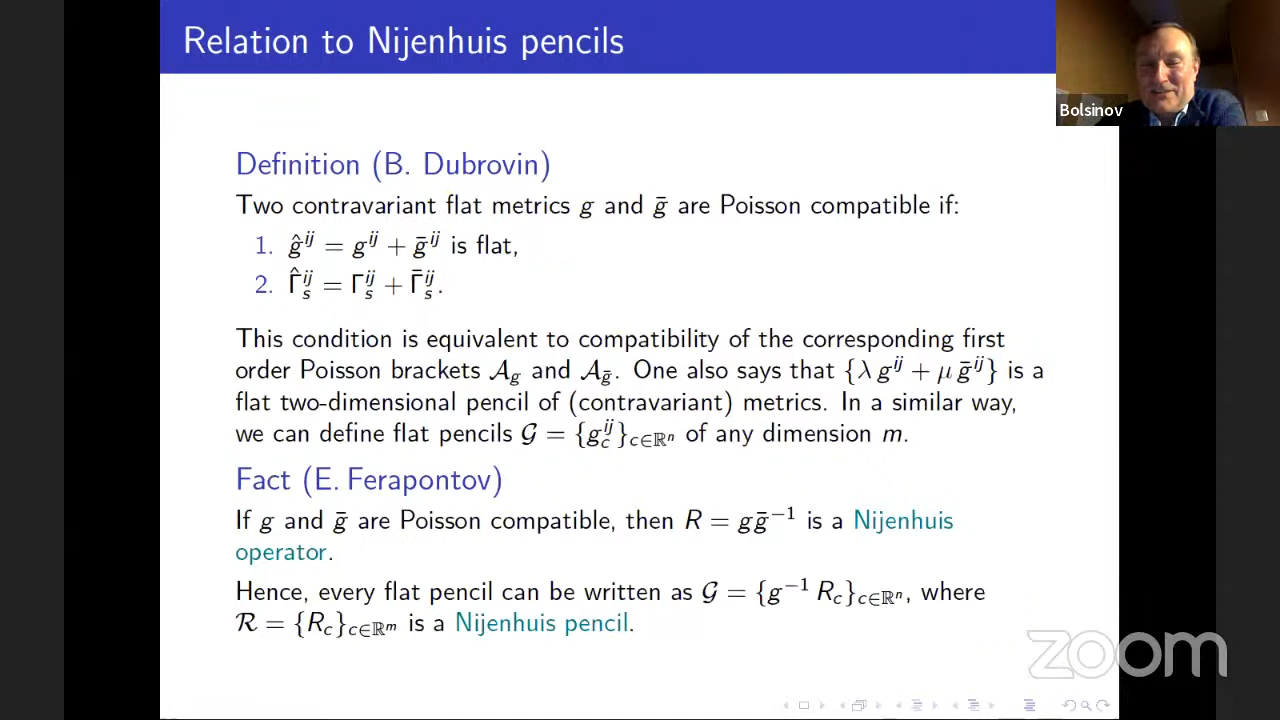 Relation to Nijenhuis pencils
Bolsinov
Definition (B. Dubrovin)
Two contravariant flat metrics g and ḡ are Poisson compatible if:
1. ĝ^{ij} = g^{ij} + ḡ^{ij} is flat,
2. Γ̂^{ij}_s = Γ^{ij}_s + Γ̄^{ij}_s.
This condition is equivalent to compatibility of the corresponding first
order Poisson brackets 𝒜_g and 𝒜_ḡ. One also says that {λ g^{ij} + μ ḡ^{ij}} is a
flat two-dimensional pencil of (contravariant) metrics. In a similar way,
we can define flat pencils 𝒢 = {g^{ij}_c}_{c∈ℝ^n} of any dimension m.
Fact (E. Ferapontov)
If g and ḡ are Poisson compatible, then R = gḡ^{−1} is a Nijenhuis
operator.
Hence, every flat pencil can be written as 𝒢 = {g^{−1} R_c}_{c∈ℝ^n}, where
ℛ = {R_c}_{c∈ℝ^m} is a Nijenhuis pencil.
zoom